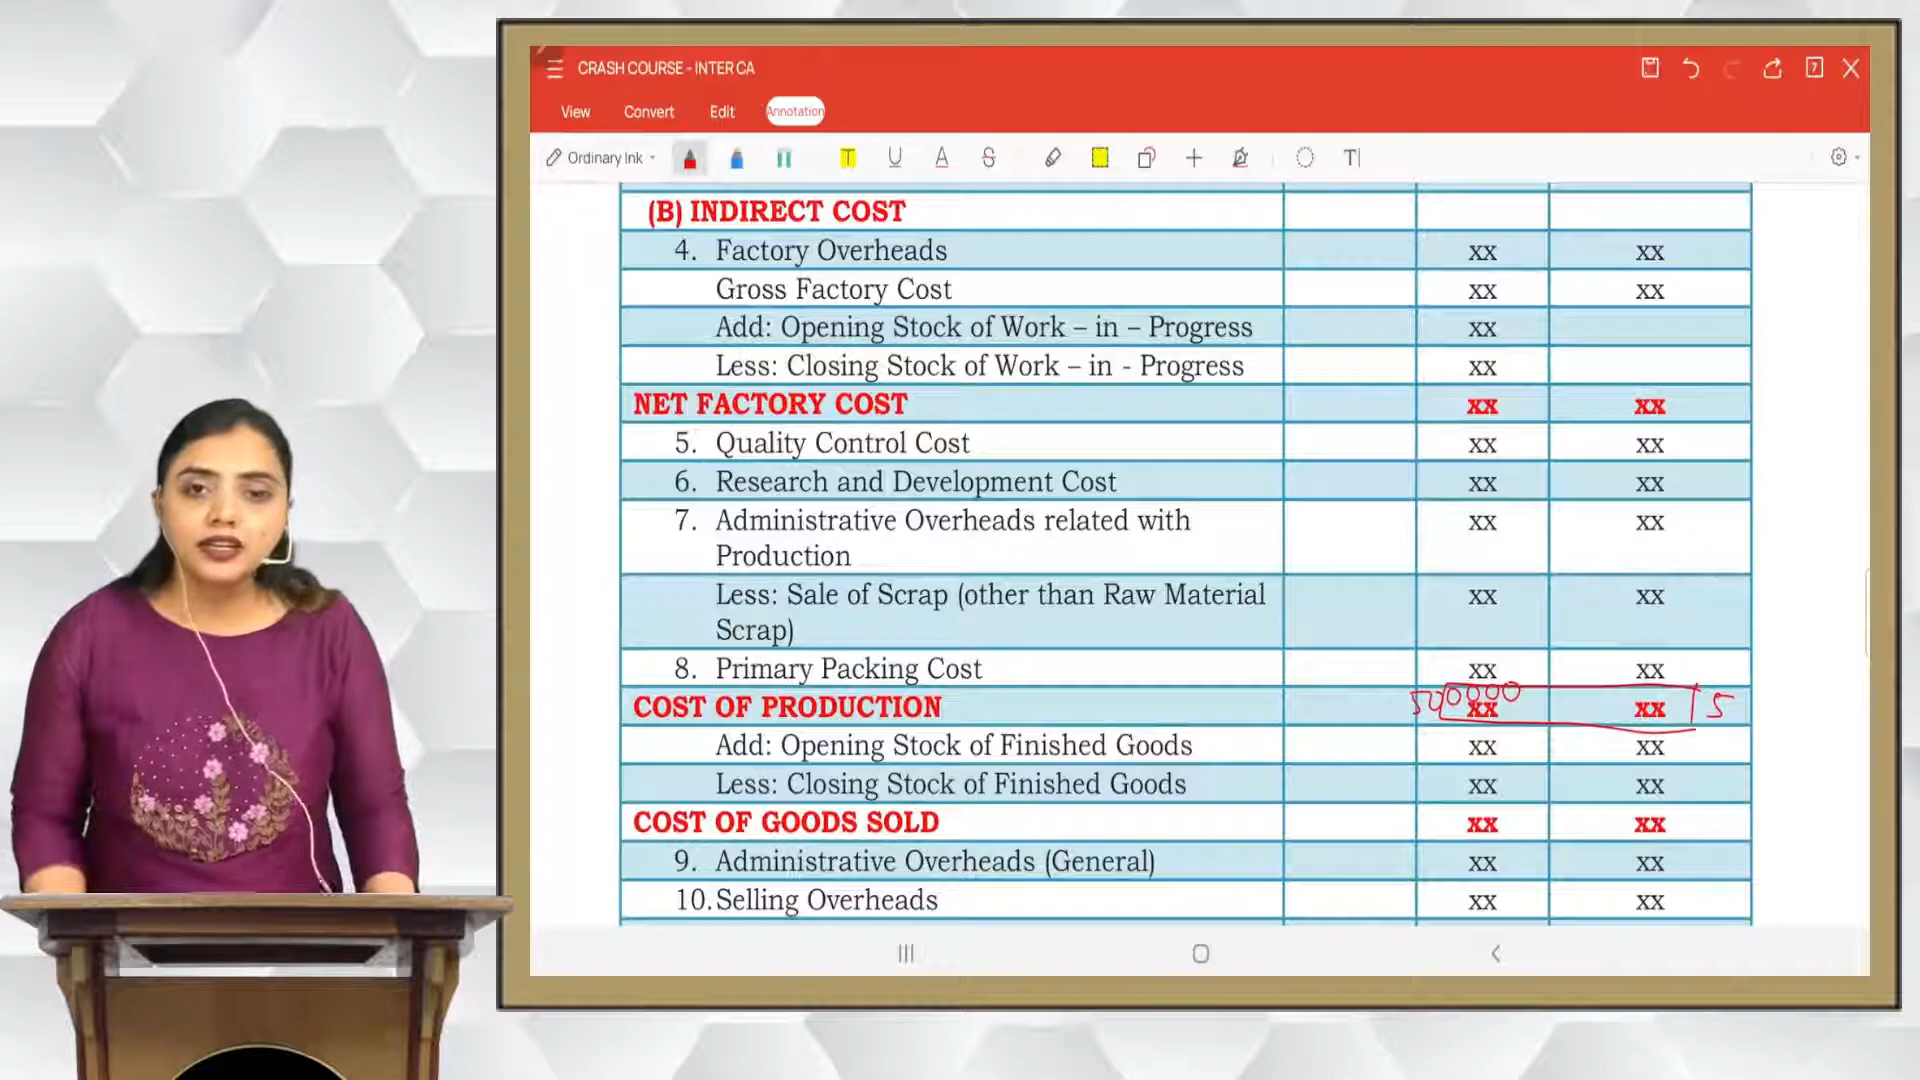 CRASH COURSE - INTER CA
7
View Convert Edit Annotation
Ordinary Ink T U A S T
(B) INDIRECT COST
4. Factory Overheads xx xx
Gross Factory Cost xx xx
Add: Opening Stock of Work – in – Progress xx
Less: Closing Stock of Work – in - Progress xx
NET FACTORY COST xx xx
5. Quality Control Cost xx xx
6. Research and Development Cost xx xx
7. Administrative Overheads related with xx xx
Production
Less: Sale of Scrap (other than Raw Material xx xx
Scrap)
8. Primary Packing Cost xx xx
COST OF PRODUCTION xx xx 5
Add: Opening Stock of Finished Goods xx xx
Less: Closing Stock of Finished Goods xx xx
COST OF GOODS SOLD xx xx
9. Administrative Overheads (General) xx xx
10. Selling Overheads xx xx